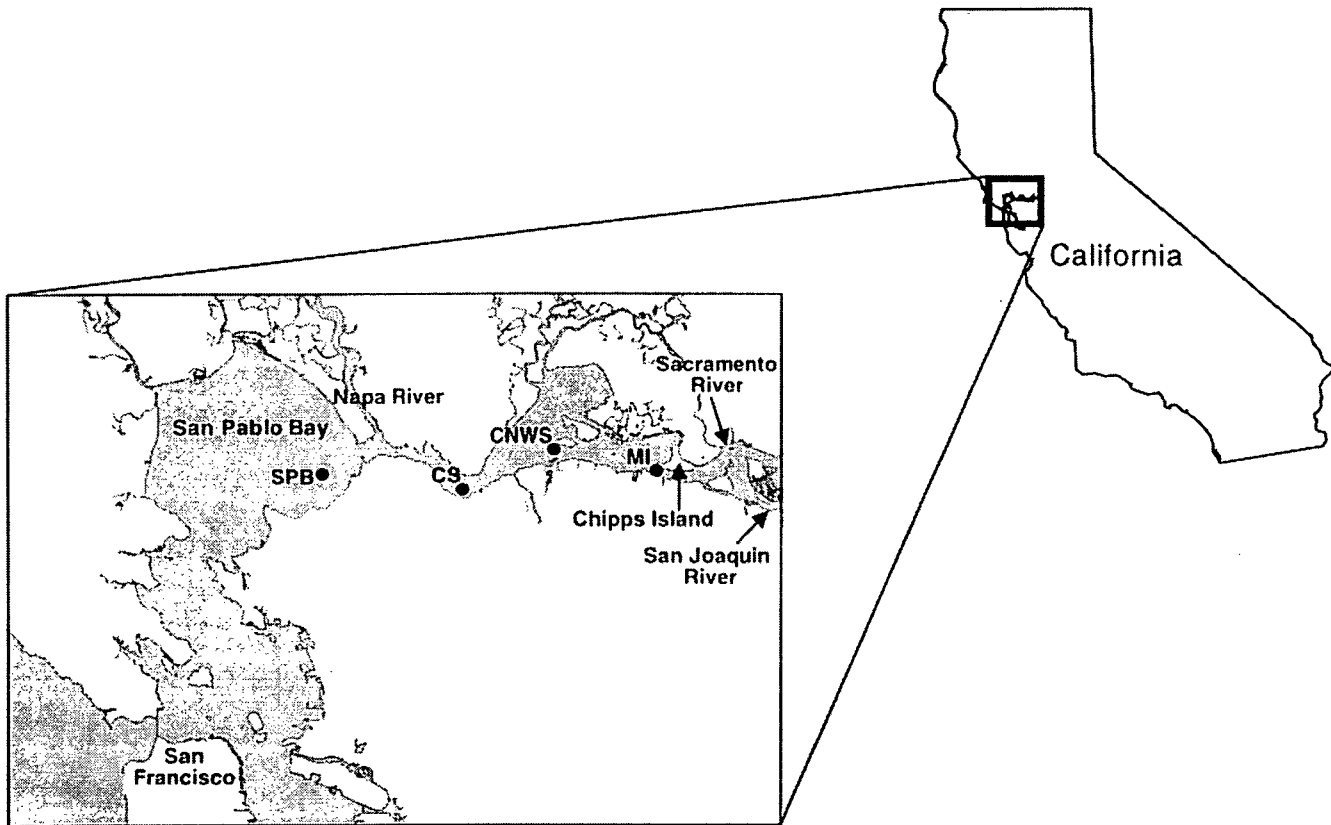 California
Sacramento
River
Napa River
San Pablo Bay
CNWS
MI
SPB
CS
Chipps Island
San Joaquin
River
San
Francisco